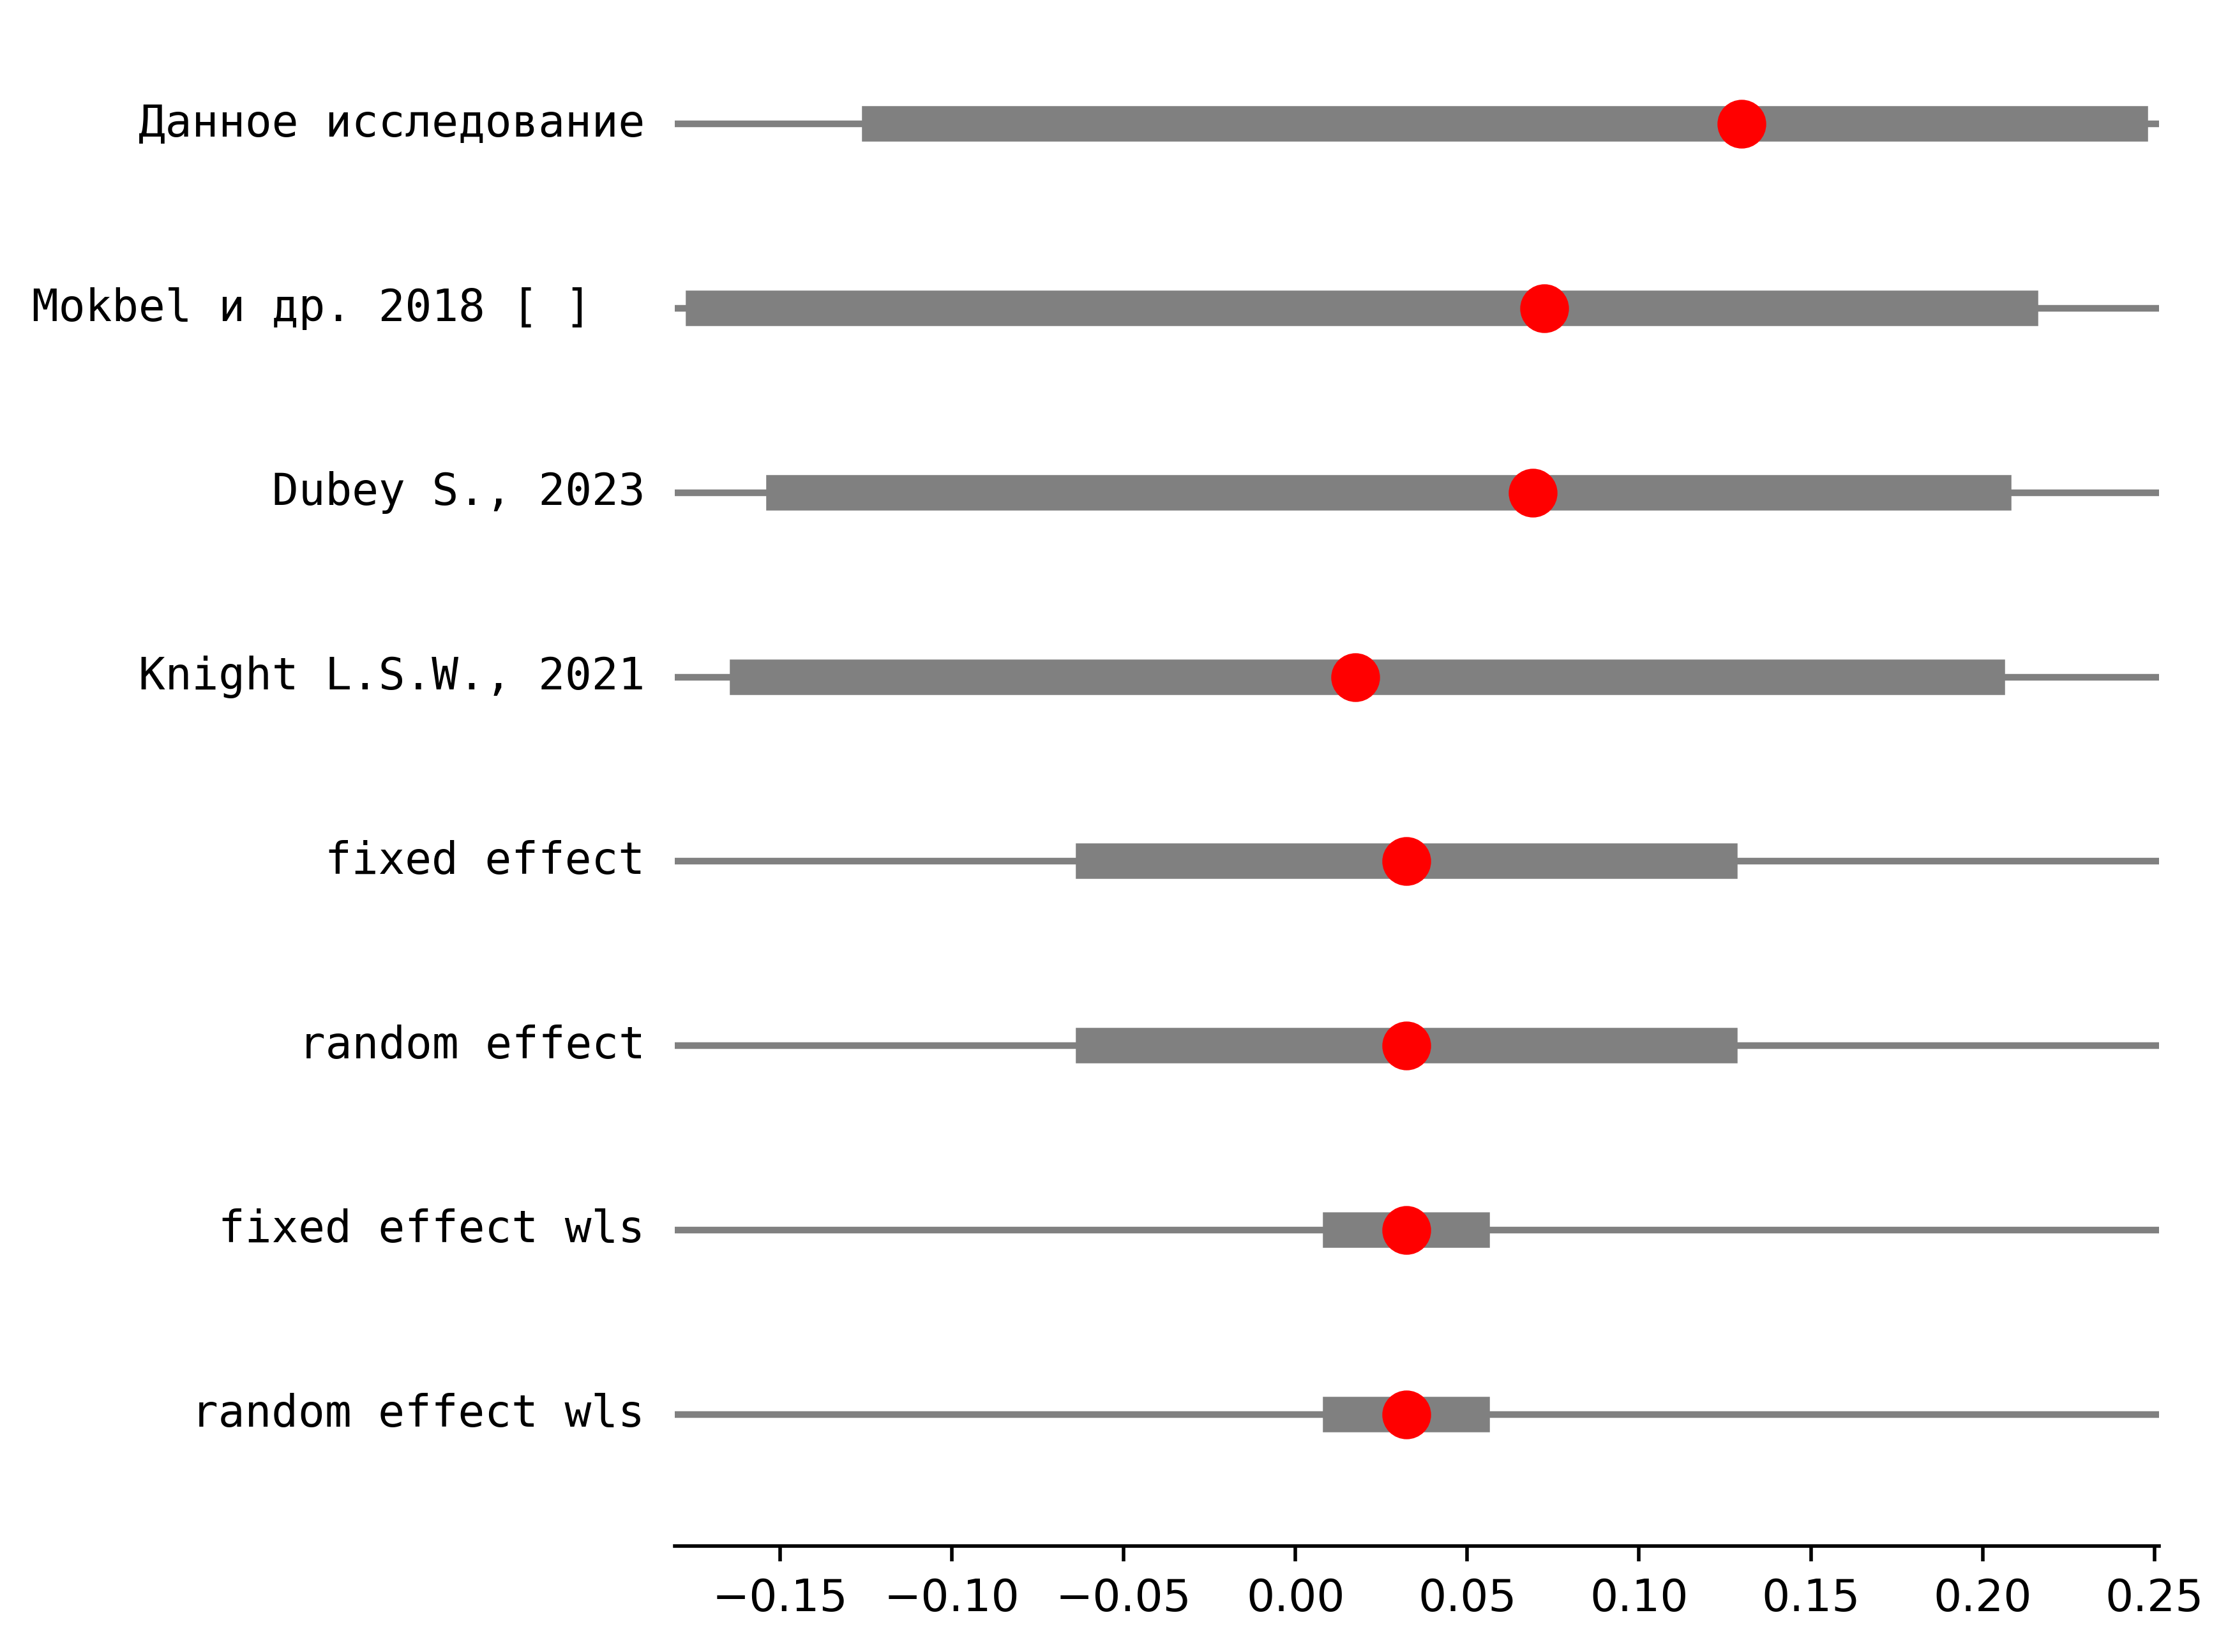 Данное исследование
Mokbel и др. 2018 [ ]
Dubey S., 2023
Knight L.S.W., 2021
fixed effect
random effect
fixed effect wls
random effect wls
−0.15 −0.10 −0.05 0.00 0.05 0.10 0.15 0.20 0.25